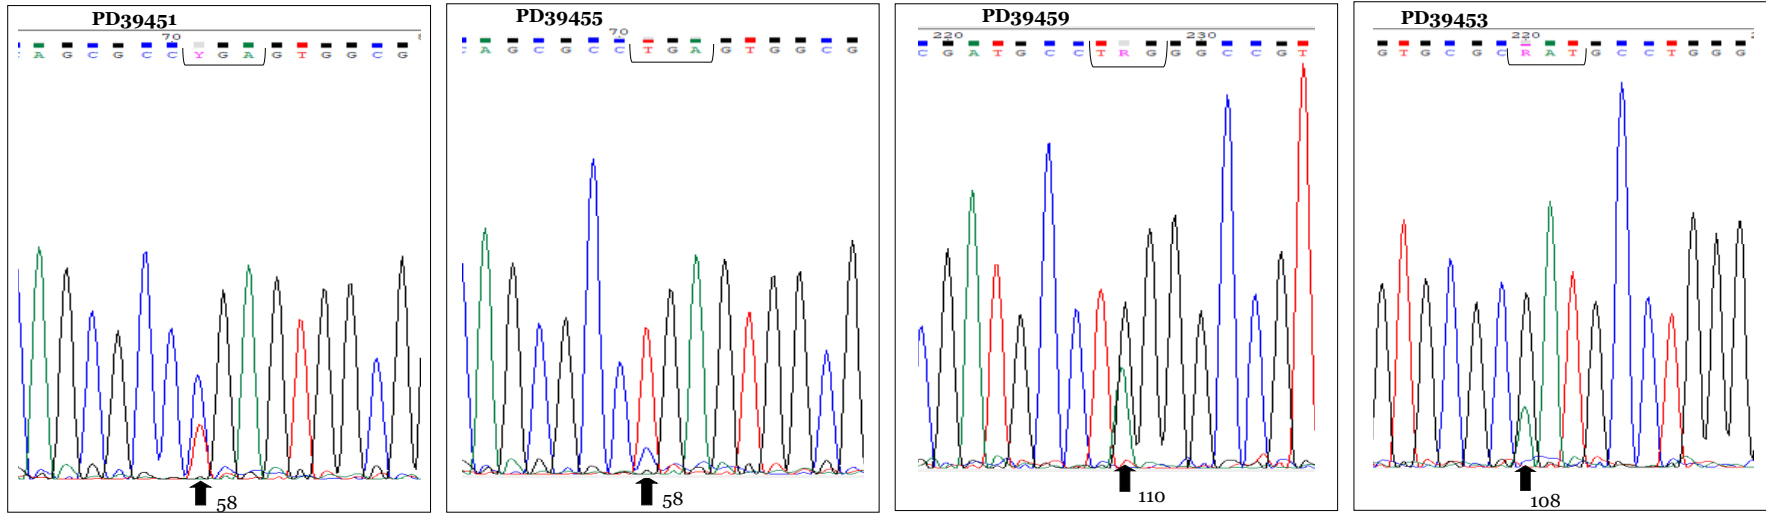 PD39451
70
A G C G C C Y G A G T G G C G
58
PD39455
70
A G C G C C T G A G T G G C G
58
PD39459
220 230
C G A T G C C T R G G G C C G T
110
PD39453
220
G T G C G C R A T G C C T G G G
108